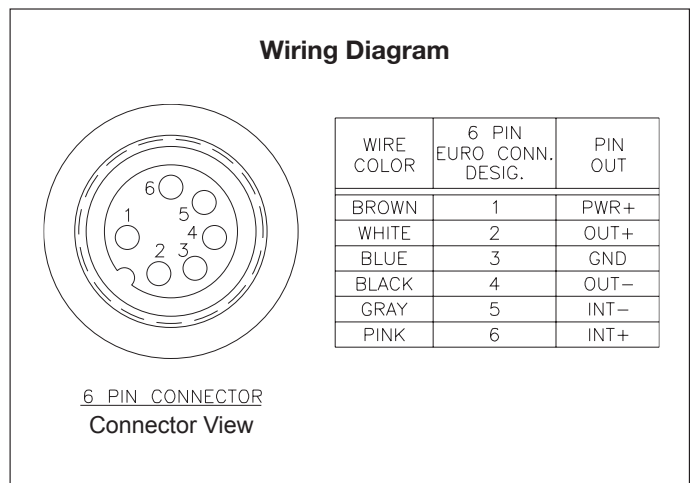 Wiring Diagram
6
5
1
4
2 3
6 PIN CONNECTOR
Connector View
WIRE COLOR	6 PIN EURO CONN. DESIG.	PIN OUT
BROWN	1	PWR+
WHITE	2	OUT+
BLUE	3	GND
BLACK	4	OUT−
GRAY	5	INT−
PINK	6	INT+